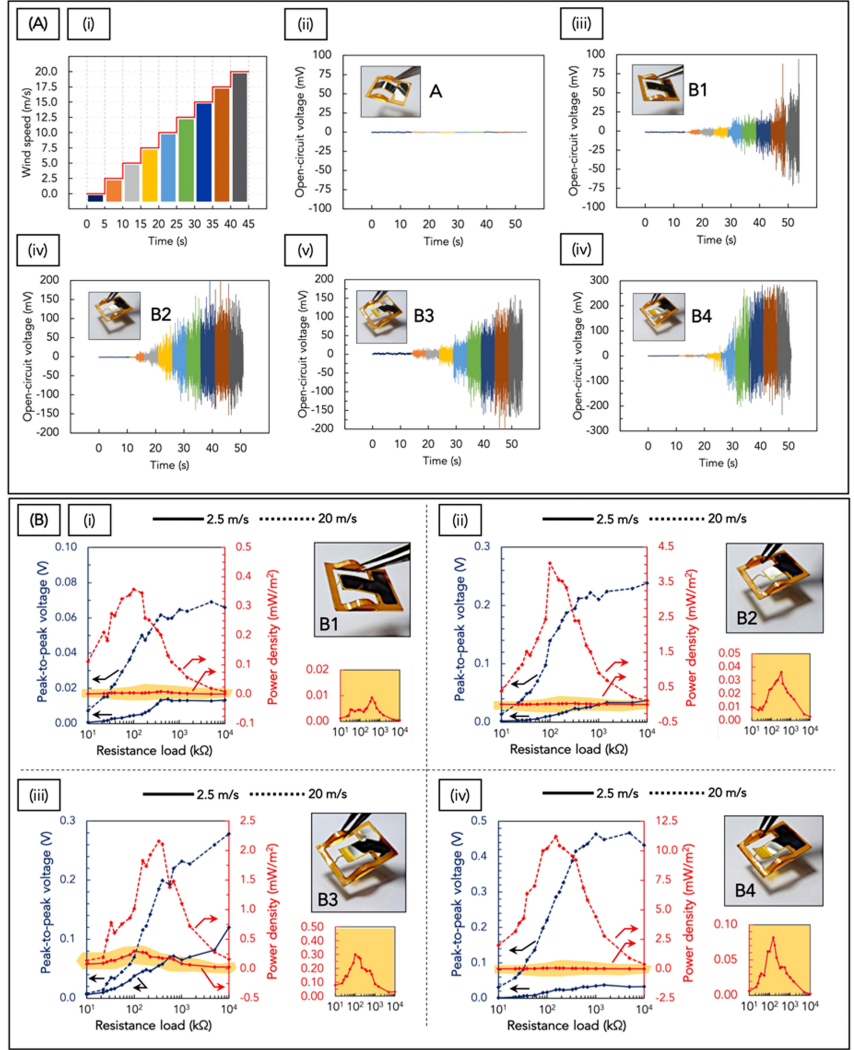 (A)
(i)
Wind speed (m/s)
20.0
17.5
15.0
12.5
10.0
7.5
5.0
2.5
0.0
0 5 10 15 20 25 30 35 40 45
Time (s)
(ii)
Open-circuit voltage (mV)
100
75
50
25
0
-25
-50
-75
-100
A
0 10 20 30 40 50
Time (s)
(iii)
Open-circuit voltage (mV)
100
75
50
25
0
-25
-50
-75
-100
B1
0 10 20 30 40 50
Time (s)
(iv)
Open-circuit voltage (mV)
200
150
100
50
0
-50
-100
-150
-200
B2
0 10 20 30 40 50
Time (s)
(v)
Open-circuit voltage (mV)
200
150
100
50
0
-50
-100
-150
-200
B3
0 10 20 30 40 50
Time (s)
(iv)
Open-circuit voltage (mV)
300
200
100
0
-100
-200
-300
B4
0 10 20 30 40 50
Time (s)
(B)
(i)
2.5 m/s 20 m/s
Peak-to-peak voltage (V)
0.10
0.08
0.06
0.04
0.02
0.00
10¹ 10² 10³ 10⁴
Resistance load (kΩ)
0.5
0.4
0.3
0.2
0.1
0.0
-0.1
Power density (mW/m²)
B1
0.02
0.01
0.00
10¹ 10² 10³ 10⁴
(ii)
2.5 m/s 20 m/s
Peak-to-peak voltage (V)
0.3
0.2
0.1
0.0
10¹ 10² 10³ 10⁴
Resistance load (kΩ)
4.5
3.5
2.5
1.5
0.5
-0.5
Power density (mW/m²)
B2
0.05
0.04
0.03
0.02
0.01
0.00
10¹ 10² 10³ 10⁴
(iii)
2.5 m/s 20 m/s
Peak-to-peak voltage (V)
0.3
0.2
0.1
0.0
10¹ 10² 10³ 10⁴
Resistance load (kΩ)
2.5
2.0
1.5
1.0
0.5
0.0
-0.5
Power density (mW/m²)
B3
0.50
0.40
0.30
0.20
0.10
0.00
10¹ 10² 10³ 10⁴
(iv)
2.5 m/s 20 m/s
Peak-to-peak voltage (V)
0.5
0.4
0.3
0.2
0.1
0.0
10¹ 10² 10³ 10⁴
Resistance load (kΩ)
12.5
10.0
7.5
5.0
2.5
0.0
-2.5
Power density (mW/m²)
B4
0.10
0.05
0.00
10¹ 10² 10³ 10⁴